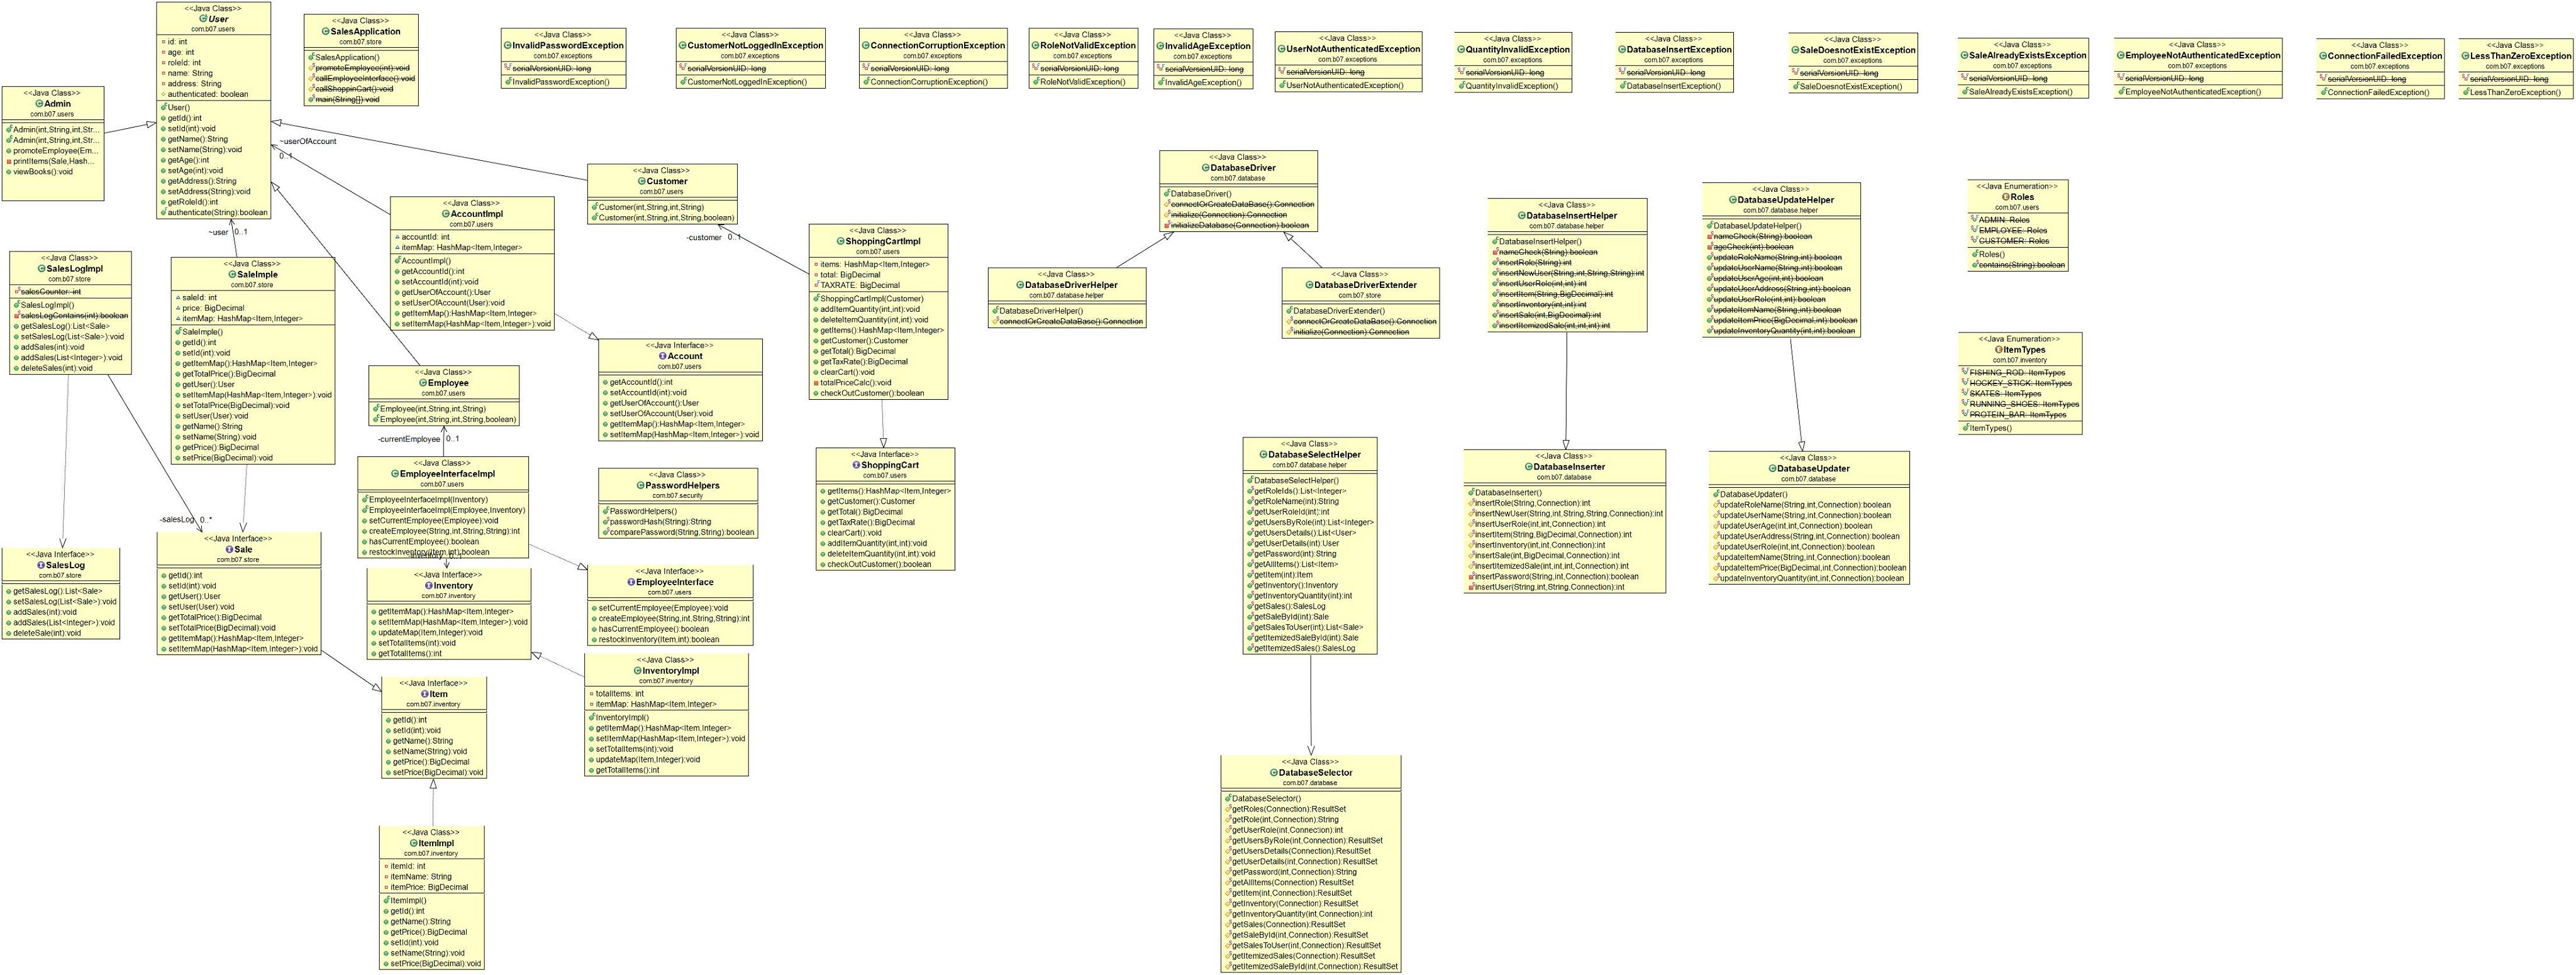 <<Java Class>>
User
com.b07.users
id: int
age: int
roleId: int
name: String
address: String
authenticated: boolean
User()
getId():int
setId(int):void
getName():String
setName(String):void
getAge():int
setAge(int):void
getAddress():String
setAddress(String):void
getRoleId():int
authenticate(String):boolean
<<Java Class>>
SalesApplication
com.b07.store
SalesApplication()
promoteEmployee(int):void
callEmployeeInterface():void
callShoppinCart():void
main(String[]):void
<<Java Class>>
InvalidPasswordException
com.b07.exceptions
serialVersionUID: long
InvalidPasswordException()
<<Java Class>>
CustomerNotLoggedInException
com.b07.exceptions
serialVersionUID: long
CustomerNotLoggedInException()
<<Java Class>>
ConnectionCorruptionException
com.b07.exceptions
serialVersionUID: long
ConnectionCorruptionException()
<<Java Class>>
RoleNotValidException
com.b07.exceptions
serialVersionUID: long
RoleNotValidException()
<<Java Class>>
InvalidAgeException
com.b07.exceptions
serialVersionUID: long
InvalidAgeException()
<<Java Class>>
UserNotAuthenticatedException
com.b07.exceptions
serialVersionUID: long
UserNotAuthenticatedException()
<<Java Class>>
QuantityInvalidException
com.b07.exceptions
serialVersionUID: long
QuantityInvalidException()
<<Java Class>>
DatabaseInsertException
com.b07.exceptions
serialVersionUID: long
DatabaseInsertException()
<<Java Class>>
SaleDoesnotExistException
com.b07.exceptions
serialVersionUID: long
SaleDoesnotExistException()
<<Java Class>>
SaleAlreadyExistsException
com.b07.exceptions
serialVersionUID: long
SaleAlreadyExistsException()
<<Java Class>>
EmployeeNotAuthenticatedException
com.b07.exceptions
serialVersionUID: long
EmployeeNotAuthenticatedException()
<<Java Class>>
ConnectionFailedException
com.b07.exceptions
serialVersionUID: long
ConnectionFailedException()
<<Java Class>>
LessThanZeroException
com.b07.exceptions
serialVersionUID: long
LessThanZeroException()
<<Java Class>>
Admin
com.b07.users
Admin(int,String,int,Str...
Admin(int,String,int,Str...
promoteEmployee(Em...
printItems(Sale,Hash...
viewBooks():void
~userOfAccount
0..1
<<Java Class>>
Customer
com.b07.users
Customer(int,String,int,String)
Customer(int,String,int,String,boolean)
-customer
0..1
<<Java Class>>
AccountImpl
com.b07.users
accountId: int
itemMap: HashMap<Item,Integer>
AccountImpl()
getAccountId():int
setAccountId(int):void
getUserOfAccount():User
setUserOfAccount(User):void
getItemMap():HashMap<Item,Integer>
setItemMap(HashMap<Item,Integer>):void
<<Java Class>>
ShoppingCartImpl
com.b07.users
items: HashMap<Item,Integer>
total: BigDecimal
TAXRATE: BigDecimal
ShoppingCartImpl(Customer)
addItemQuantity(int,int):void
deleteItemQuantity(int,int):void
getItems():HashMap<Item,Integer>
getCustomer():Customer
getTotal():BigDecimal
getTaxRate():BigDecimal
clearCart():void
totalPriceCalc():void
checkOutCustomer():boolean
<<Java Class>>
DatabaseDriver
com.b07.database
DatabaseDriver()
connectOrCreateDataBase():Connection
initialize(Connection):Connection
initializeDatabase(Connection):boolean
<<Java Class>>
DatabaseDriverHelper
com.b07.database.helper
DatabaseDriverHelper()
connectOrCreateDataBase():Connection
<<Java Class>>
DatabaseDriverExtender
com.b07.store
DatabaseDriverExtender()
connectOrCreateDataBase():Connection
initialize(Connection):Connection
<<Java Class>>
DatabaseInsertHelper
com.b07.database.helper
DatabaseInsertHelper()
nameCheck(String):boolean
insertRole(String):int
insertNewUser(String,int,String,String):int
insertUserRole(int,int):int
insertItem(String,BigDecimal):int
insertInventory(int,int):int
insertSale(int,BigDecimal):int
insertItemizedSale(int,int,int):int
<<Java Class>>
DatabaseUpdateHelper
com.b07.database.helper
DatabaseUpdateHelper()
nameCheck(String):boolean
ageCheck(int):boolean
updateRoleName(String,int):boolean
updateUserName(String,int):boolean
updateUserAge(int,int):boolean
updateUserAddress(String,int):boolean
updateUserRole(int,int):boolean
updateItemName(String,int):boolean
updateItemPrice(BigDecimal,int):boolean
updateInventoryQuantity(int,int):boolean
<<Java Enumeration>>
Roles
com.b07.users
ADMIN: Roles
EMPLOYEE: Roles
CUSTOMER: Roles
Roles()
contains(String):boolean
<<Java Enumeration>>
ItemTypes
com.b07.inventory
FISHING_ROD: ItemTypes
HOCKEY_STICK: ItemTypes
SKATES: ItemTypes
RUNNING_SHOES: ItemTypes
PROTEIN_BAR: ItemTypes
ItemTypes()
~user
0..1
<<Java Class>>
SalesLogImpl
com.b07.store
salesCounter: int
SalesLogImpl()
salesLogContains(int):boolean
getSalesLog():List<Sale>
setSalesLog(List<Sale>):void
addSales(int):void
addSales(List<Integer>):void
deleteSales(int):void
<<Java Class>>
SaleImple
com.b07.store
saleId: int
price: BigDecimal
itemMap: HashMap<Item,Integer>
SaleImple()
getId():int
setId(int):void
getItemMap():HashMap<Item,Integer>
getTotalPrice():BigDecimal
getUser():User
setItemMap(HashMap<Item,Integer>):void
setTotalPrice(BigDecimal):void
setUser(User):void
getName():String
setName(String):void
getPrice():BigDecimal
setPrice(BigDecimal):void
<<Java Interface>>
Account
com.b07.users
getAccountId():int
setAccountId(int):void
getUserOfAccount():User
setUserOfAccount(User):void
getItemMap():HashMap<Item,Integer>
setItemMap(HashMap<Item,Integer>):void
<<Java Class>>
Employee
com.b07.users
Employee(int,String,int,String)
Employee(int,String,int,String,boolean)
-currentEmployee
0..1
<<Java Class>>
EmployeeInterfaceImpl
com.b07.users
EmployeeInterfaceImpl(Inventory)
EmployeeInterfaceImpl(Employee,Inventory)
setCurrentEmployee(Employee):void
createEmployee(String,int,String,String):int
hasCurrentEmployee():boolean
restockInventory(Item,int):boolean
<<Java Class>>
PasswordHelpers
com.b07.security
PasswordHelpers()
passwordHash(String):String
comparePassword(String,String):boolean
<<Java Interface>>
ShoppingCart
com.b07.users
getItems():HashMap<Item,Integer>
getCustomer():Customer
getTotal():BigDecimal
getTaxRate():BigDecimal
clearCart():void
addItemQuantity(int,int):void
deleteItemQuantity(int,int):void
checkOutCustomer():boolean
<<Java Class>>
DatabaseSelectHelper
com.b07.database.helper
DatabaseSelectHelper()
getRoleIds():List<Integer>
getRoleName(int):String
getUserRoleId(int):int
getUsersByRole(int):List<Integer>
getUsersDetails():List<User>
getUserDetails(int):User
getPassword(int):String
getAllItems():List<Item>
getItem(int):Item
getInventory():Inventory
getInventoryQuantity(int):int
getSales():SalesLog
getSaleById(int):Sale
getSalesToUser(int):List<Sale>
getItemizedSaleById(int):Sale
getItemizedSales():SalesLog
<<Java Class>>
DatabaseInserter
com.b07.database
DatabaseInserter()
insertRole(String,Connection):int
insertNewUser(String,int,String,String,Connection):int
insertUserRole(int,int,Connection):int
insertItem(String,BigDecimal,Connection):int
insertInventory(int,int,Connection):int
insertSale(int,BigDecimal,Connection):int
insertItemizedSale(int,int,int,Connection):int
insertPassword(String,int,Connection):boolean
insertUser(String,int,String,Connection):int
<<Java Class>>
DatabaseUpdater
com.b07.database
DatabaseUpdater()
updateRoleName(String,int,Connection):boolean
updateUserName(String,int,Connection):boolean
updateUserAge(int,int,Connection):boolean
updateUserAddress(String,int,Connection):boolean
updateUserRole(int,int,Connection):boolean
updateItemName(String,int,Connection):boolean
updateItemPrice(BigDecimal,int,Connection):boolean
updateInventoryQuantity(int,int,Connection):boolean
-salesLog
0..*
<<Java Interface>>
SalesLog
com.b07.store
getSalesLog():List<Sale>
setSalesLog(List<Sale>):void
addSales(int):void
addSales(List<Integer>):void
deleteSale(int):void
<<Java Interface>>
Sale
com.b07.store
getId():int
setId(int):void
getUser():User
setUser(User):void
getTotalPrice():BigDecimal
setTotalPrice(BigDecimal):void
getItemMap():HashMap<Item,Integer>
setItemMap(HashMap<Item,Integer>):void
-inventory 0..1
<<Java Interface>>
Inventory
com.b07.inventory
getItemMap():HashMap<Item,Integer>
setItemMap(HashMap<Item,Integer>):void
updateMap(Item,Integer):void
setTotalItems(int):void
getTotalItems():int
<<Java Interface>>
EmployeeInterface
com.b07.users
setCurrentEmployee(Employee):void
createEmployee(String,int,String,String):int
hasCurrentEmployee():boolean
restockInventory(Item,int):boolean
<<Java Class>>
InventoryImpl
com.b07.inventory
totalItems: int
itemMap: HashMap<Item,Integer>
InventoryImpl()
getItemMap():HashMap<Item,Integer>
setItemMap(HashMap<Item,Integer>):void
setTotalItems(int):void
updateMap(Item,Integer):void
getTotalItems():int
<<Java Interface>>
Item
com.b07.inventory
getId():int
setId(int):void
getName():String
setName(String):void
getPrice():BigDecimal
setPrice(BigDecimal):void
<<Java Class>>
ItemImpl
com.b07.inventory
itemId: int
itemName: String
itemPrice: BigDecimal
ItemImpl()
getId():int
getName():String
getPrice():BigDecimal
setId(int):void
setName(String):void
setPrice(BigDecimal):void
<<Java Class>>
DatabaseSelector
com.b07.database
DatabaseSelector()
getRoles(Connection):ResultSet
getRole(int,Connection):String
getUserRole(int,Connection):int
getUsersByRole(int,Connection):ResultSet
getUsersDetails(Connection):ResultSet
getUserDetails(int,Connection):ResultSet
getPassword(int,Connection):String
getAllItems(Connection):ResultSet
getItem(int,Connection):ResultSet
getInventory(Connection):ResultSet
getInventoryQuantity(int,Connection):int
getSales(Connection):ResultSet
getSaleById(int,Connection):ResultSet
getSalesToUser(int,Connection):ResultSet
getItemizedSales(Connection):ResultSet
getItemizedSaleById(int,Connection):ResultSet